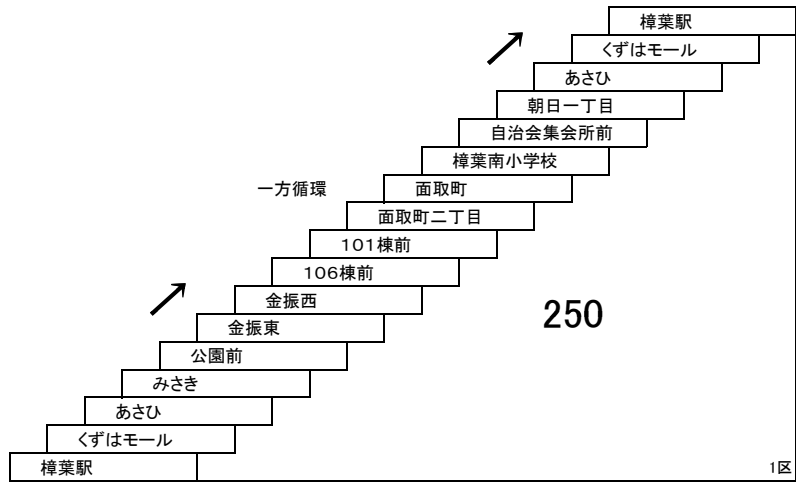 樟葉駅
くずはモール
あさひ
朝日一丁目
自治会集会所前
樟葉南小学校
一方循環
面取町
面取町二丁目
101棟前
106棟前
金振西
250
金振東
公園前
みさき
あさひ
くずはモール
樟葉駅
1区